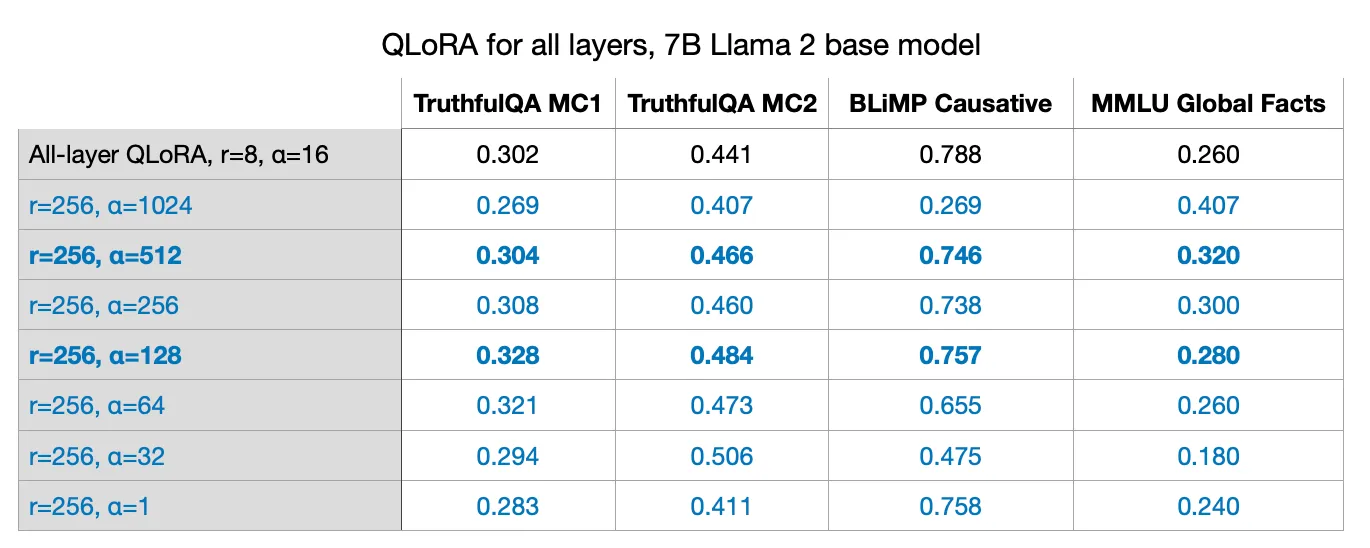 QLoRA for all layers, 7B Llama 2 base model
TruthfulQA MC1 TruthfulQA MC2 BLiMP Causative MMLU Global Facts
All-layer QLoRA, r=8, α=16 0.302 0.441 0.788 0.260
r=256, α=1024 0.269 0.407 0.269 0.407
r=256, α=512 0.304 0.466 0.746 0.320
r=256, α=256 0.308 0.460 0.738 0.300
r=256, α=128 0.328 0.484 0.757 0.280
r=256, α=64 0.321 0.473 0.655 0.260
r=256, α=32 0.294 0.506 0.475 0.180
r=256, α=1 0.283 0.411 0.758 0.240